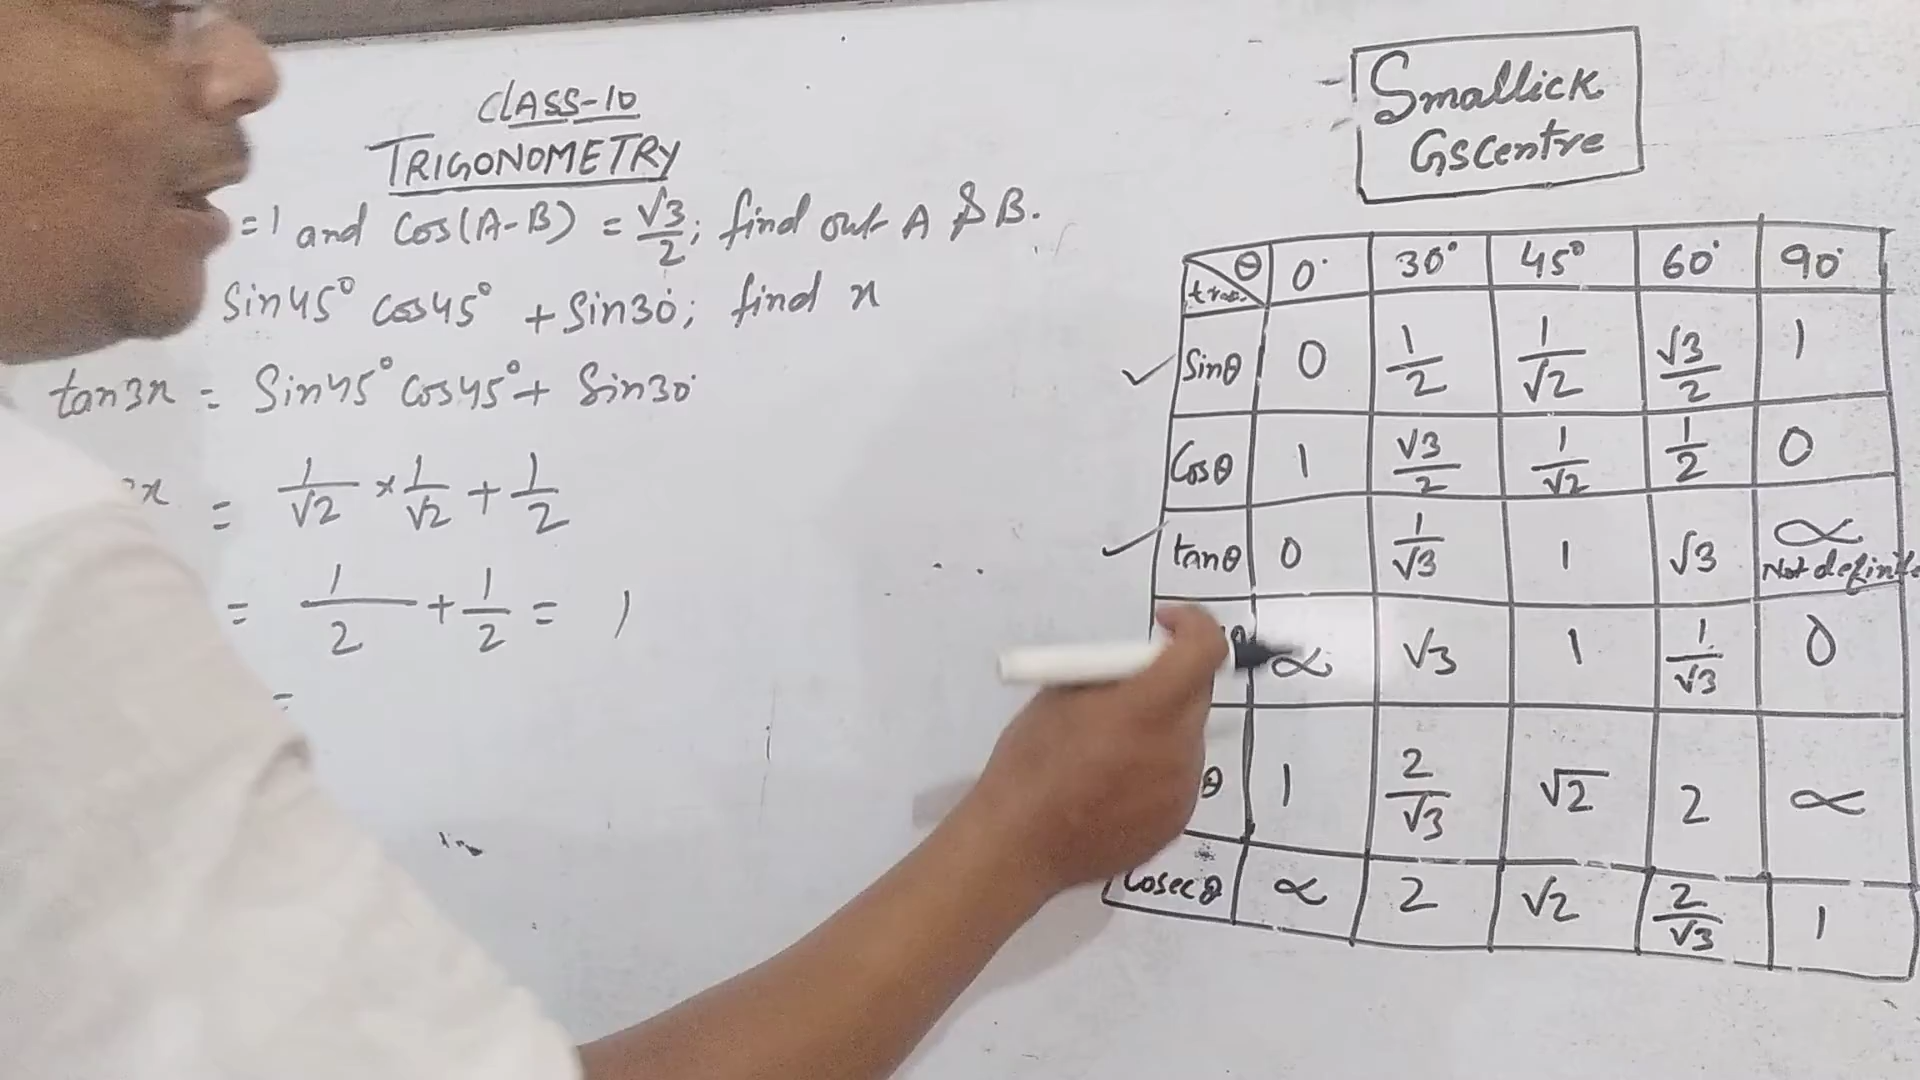 CLASS-10
TRIGONOMETRY
=1 and Cos(A-B) = √3/2; find out A & B.
Sin45° cos45° + Sin30°; find x
tan3x = Sin45° Cos45° + Sin30°
x = 1/√2 × 1/√2 + 1/2
= 1/2 + 1/2 = 1
=
Smallick
GSCentre
θ 0° 30° 45° 60° 90°
Sinθ 0 1/2 1/√2 √3/2 1
Cosθ 1 √3/2 1/√2 1/2 0
tanθ 0 1/√3 1 √3 ∝
Not definite
∝ √3 1 1/√3 0
θ 1 2/√3 √2 2 ∝
Cosecθ ∝ 2 √2 2/√3 1